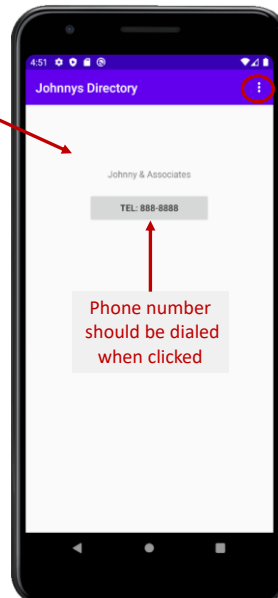 4:51
Johnnys Directory
Johnny & Associates
TEL: 888-8888
Phone number
should be dialed
when clicked